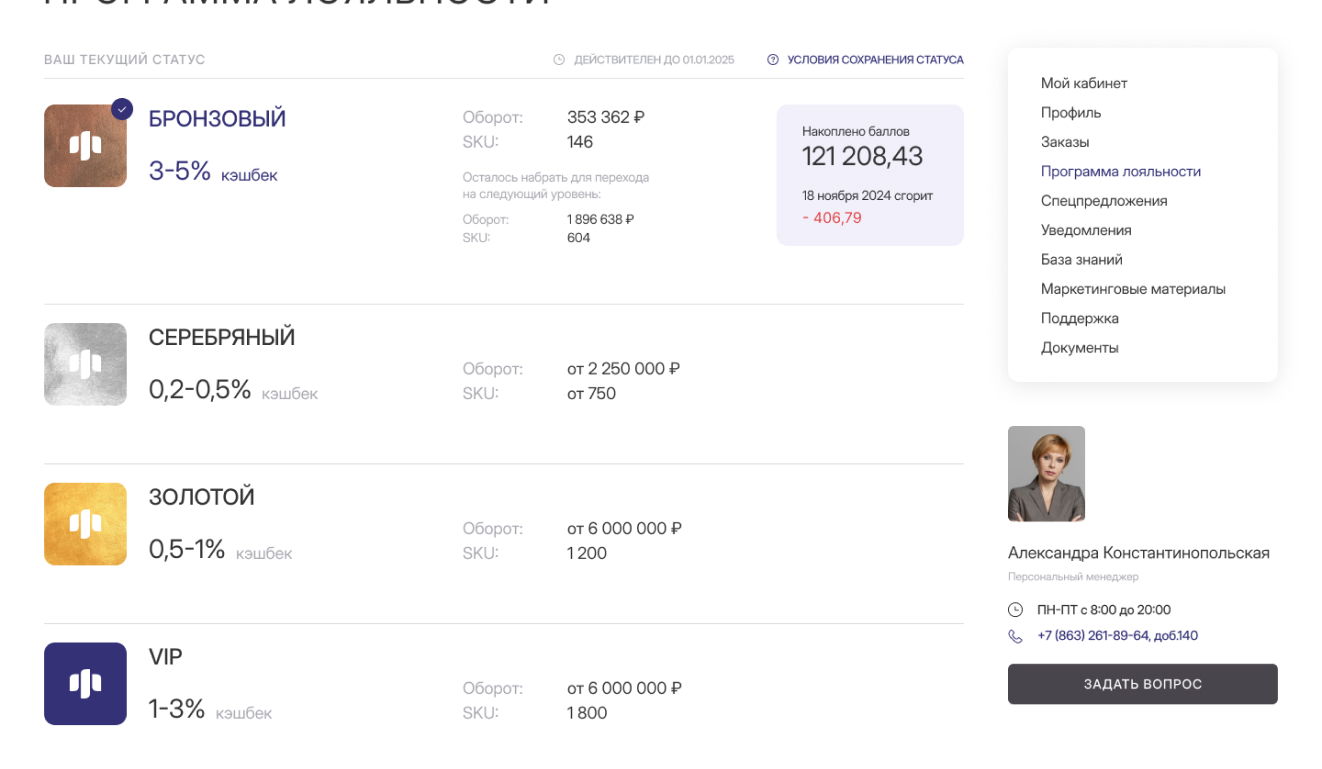 ПРОГРАММА ЛОЯЛЬНОСТИ
ВАШ ТЕКУЩИЙ СТАТУС
ДЕЙСТВИТЕЛЕН ДО 01.01.2025
УСЛОВИЯ СОХРАНЕНИЯ СТАТУСА
БРОНЗОВЫЙ
3-5% кэшбек
Оборот: 353 362 ₽
SKU: 146
Осталось набрать для перехода
на следующий уровень:
Оборот: 1 896 638 ₽
SKU: 604
Накоплено баллов
121 208,43
18 ноября 2024 сгорит
- 406,79
СЕРЕБРЯНЫЙ
0,2-0,5% кэшбек
Оборот: от 2 250 000 ₽
SKU: от 750
ЗОЛОТОЙ
0,5-1% кэшбек
Оборот: от 6 000 000 ₽
SKU: 1 200
VIP
1-3% кэшбек
Оборот: от 6 000 000 ₽
SKU: 1 800
Мой кабинет
Профиль
Заказы
Программа лояльности
Спецпредложения
Уведомления
База знаний
Маркетинговые материалы
Поддержка
Документы
Александра Константинопольская
Персональный менеджер
ПН-ПТ с 8:00 до 20:00
+7 (863) 261-89-64, доб.140
ЗАДАТЬ ВОПРОС